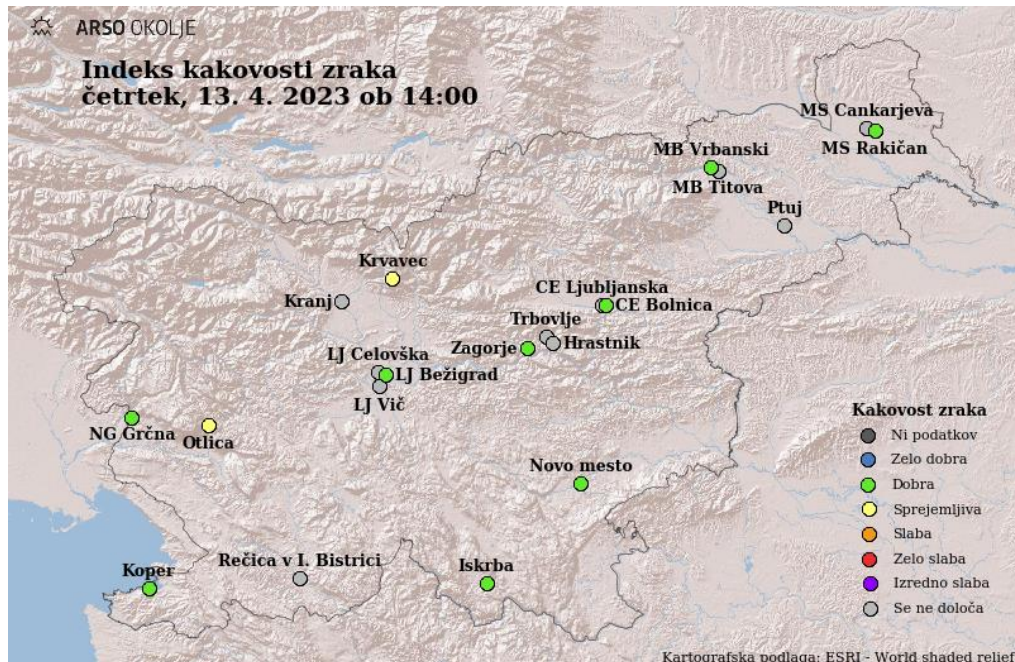 ARSO OKOLJE
Indeks kakovosti zraka
četrtek, 13. 4. 2023 ob 14:00
MS Cankarjeva
MS Rakičan
MB Vrbanski
MB Titova
Ptuj
Krvavec
Kranj
CE Ljubljanska
CE Bolnica
Trbovlje
Hrastnik
Zagorje
LJ Celovška
LJ Bežigrad
LJ Vič
NG Grčna
Otlica
Novo mesto
Rečica v I. Bistrici
Iskrba
Koper
Kakovost zraka
Ni podatkov
Zelo dobra
Dobra
Sprejemljiva
Slaba
Zelo slaba
Izredno slaba
Se ne določa
Kartografska podlaga: ESRI - World shaded relief